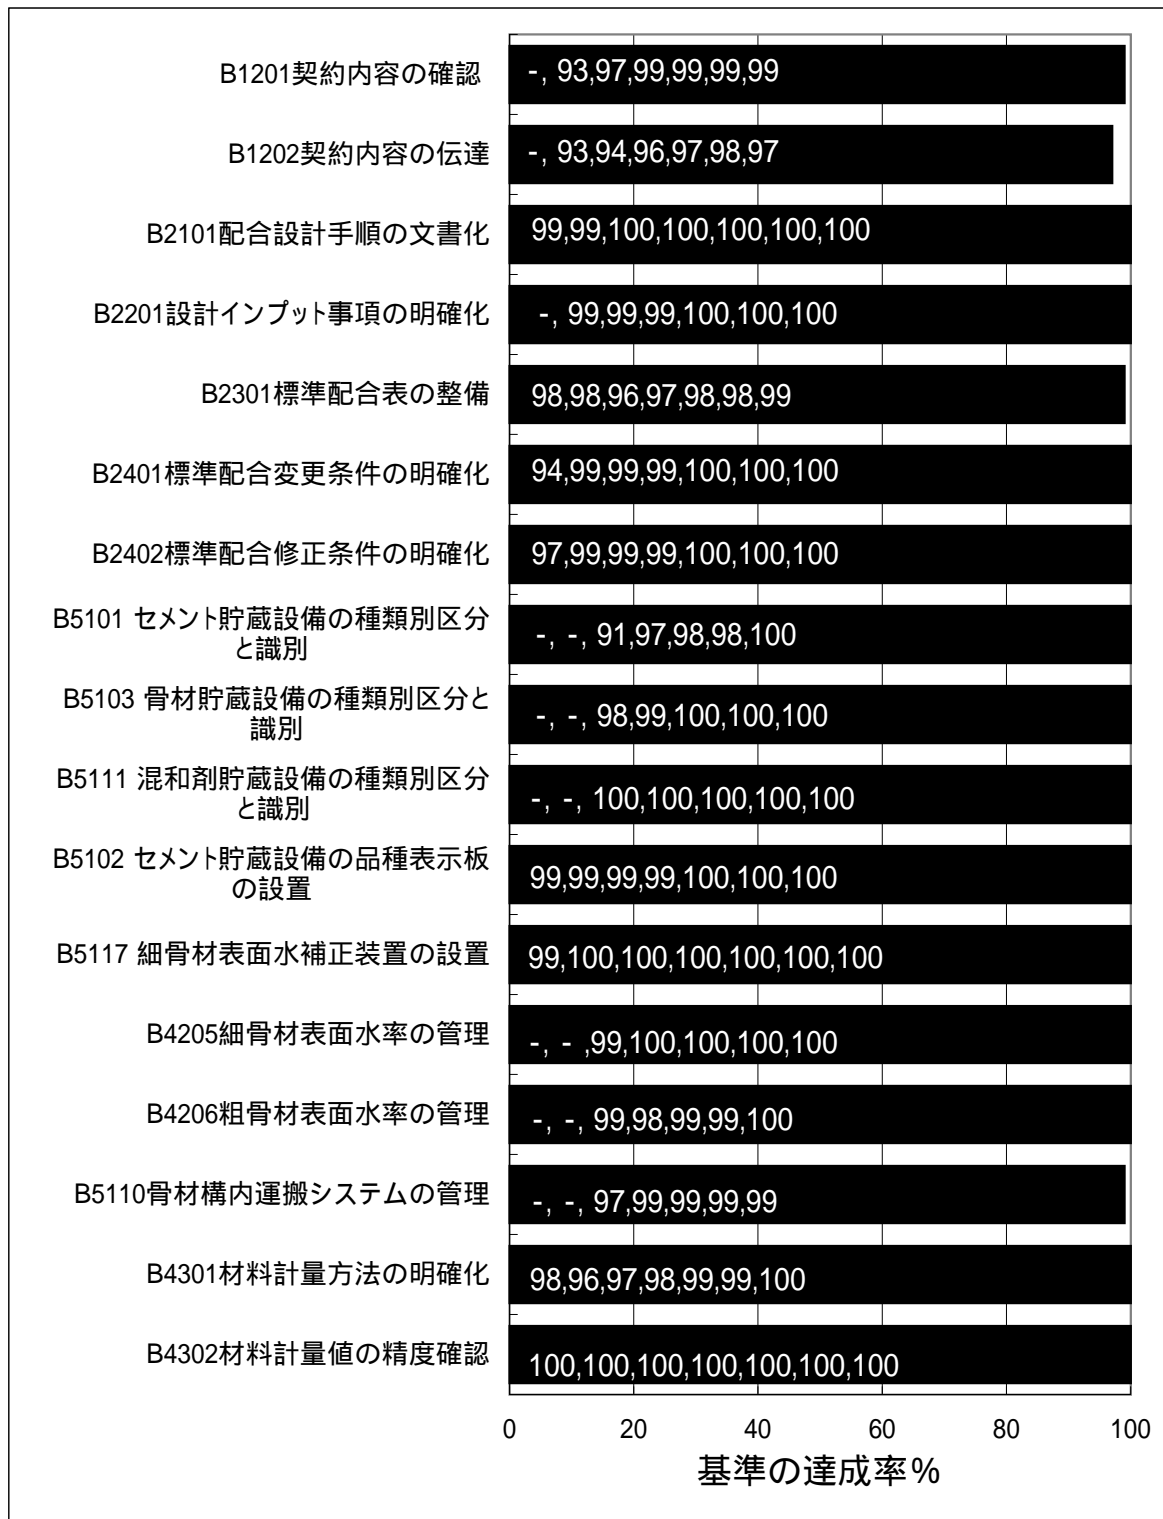 B1201契約内容の確認 -, 93,97,99,99,99,99
B1202契約内容の伝達 -, 93,94,96,97,98,97
B2101配合設計手順の文書化 99,99,100,100,100,100,100
B2201設計インプット事項の明確化 -, 99,99,99,100,100,100
B2301標準配合表の整備 98,98,96,97,98,98,99
B2401標準配合変更条件の明確化 94,99,99,99,100,100,100
B2402標準配合修正条件の明確化 97,99,99,99,100,100,100
B5101 セメント貯蔵設備の種類別区分
と識別 -, -, 91,97,98,98,100
B5103 骨材貯蔵設備の種類別区分と
識別 -, -, 98,99,100,100,100
B5111 混和剤貯蔵設備の種類別区分
と識別 -, -, 100,100,100,100,100
B5102 セメント貯蔵設備の品種表示板
の設置 99,99,99,99,100,100,100
B5117 細骨材表面水補正装置の設置 99,100,100,100,100,100,100
B4205細骨材表面水率の管理 -, - ,99,100,100,100,100
B4206粗骨材表面水率の管理 -, -, 99,98,99,99,100
B5110骨材構内運搬システムの管理 -, -, 97,99,99,99,99
B4301材料計量方法の明確化 98,96,97,98,99,99,100
B4302材料計量値の精度確認 100,100,100,100,100,100,100
0 20 40 60 80 100
基準の達成率%